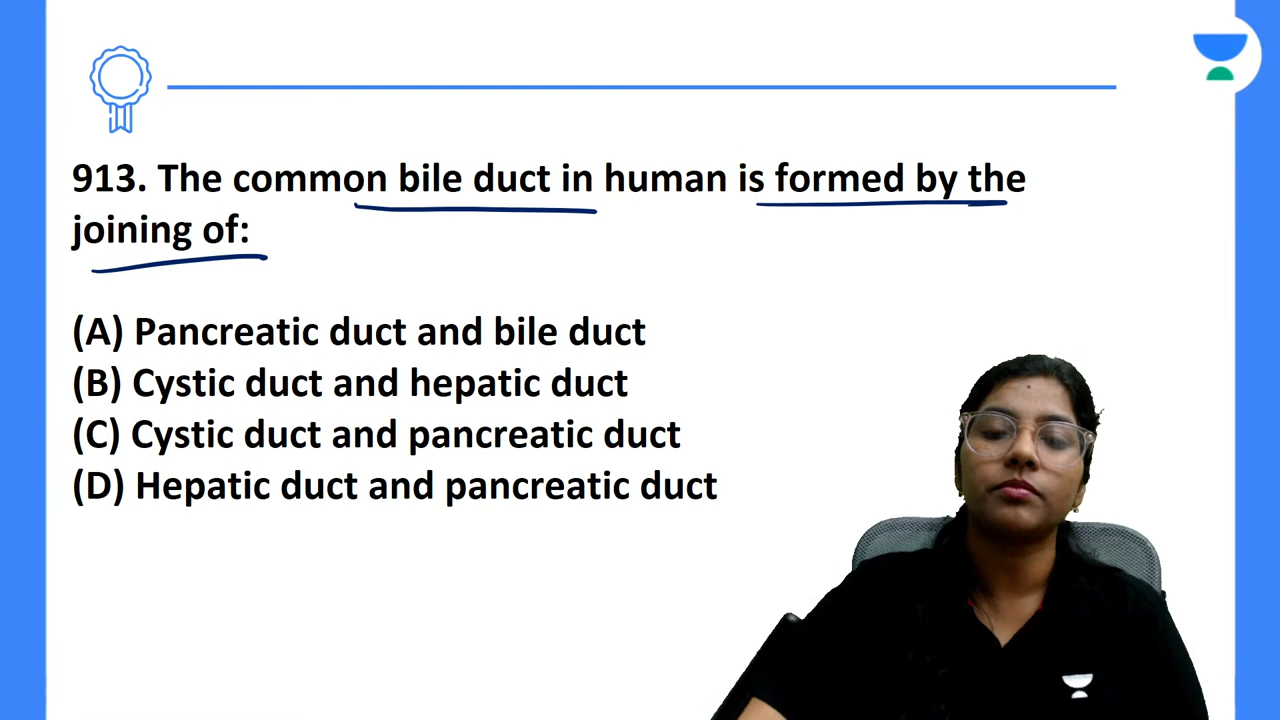 913. The common bile duct in human is formed by the
joining of:
(A) Pancreatic duct and bile duct
(B) Cystic duct and hepatic duct
(C) Cystic duct and pancreatic duct
(D) Hepatic duct and pancreatic duct